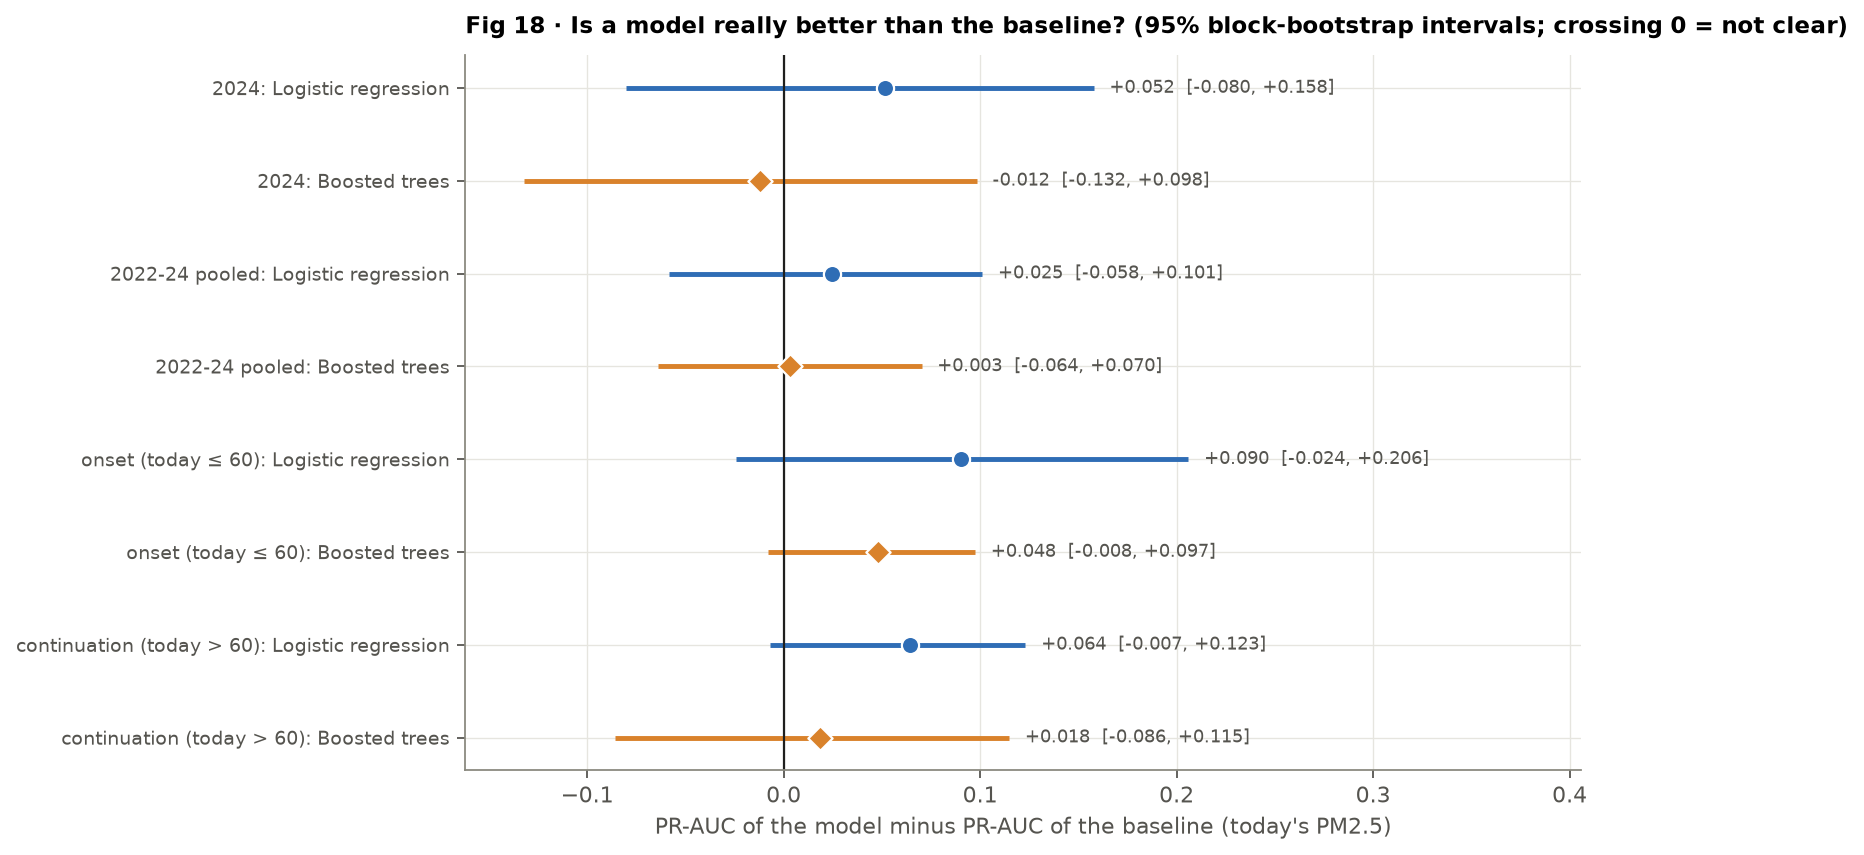 Fig 18 · Is a model really better than the baseline? (95% block-bootstrap intervals; crossing 0 = not clear)
2024: Logistic regression +0.052 [-0.080, +0.158]
2024: Boosted trees -0.012 [-0.132, +0.098]
2022-24 pooled: Logistic regression +0.025 [-0.058, +0.101]
2022-24 pooled: Boosted trees +0.003 [-0.064, +0.070]
onset (today ≤ 60): Logistic regression +0.090 [-0.024, +0.206]
onset (today ≤ 60): Boosted trees +0.048 [-0.008, +0.097]
continuation (today > 60): Logistic regression +0.064 [-0.007, +0.123]
continuation (today > 60): Boosted trees +0.018 [-0.086, +0.115]
−0.1 0.0 0.1 0.2 0.3 0.4
PR-AUC of the model minus PR-AUC of the baseline (today's PM2.5)